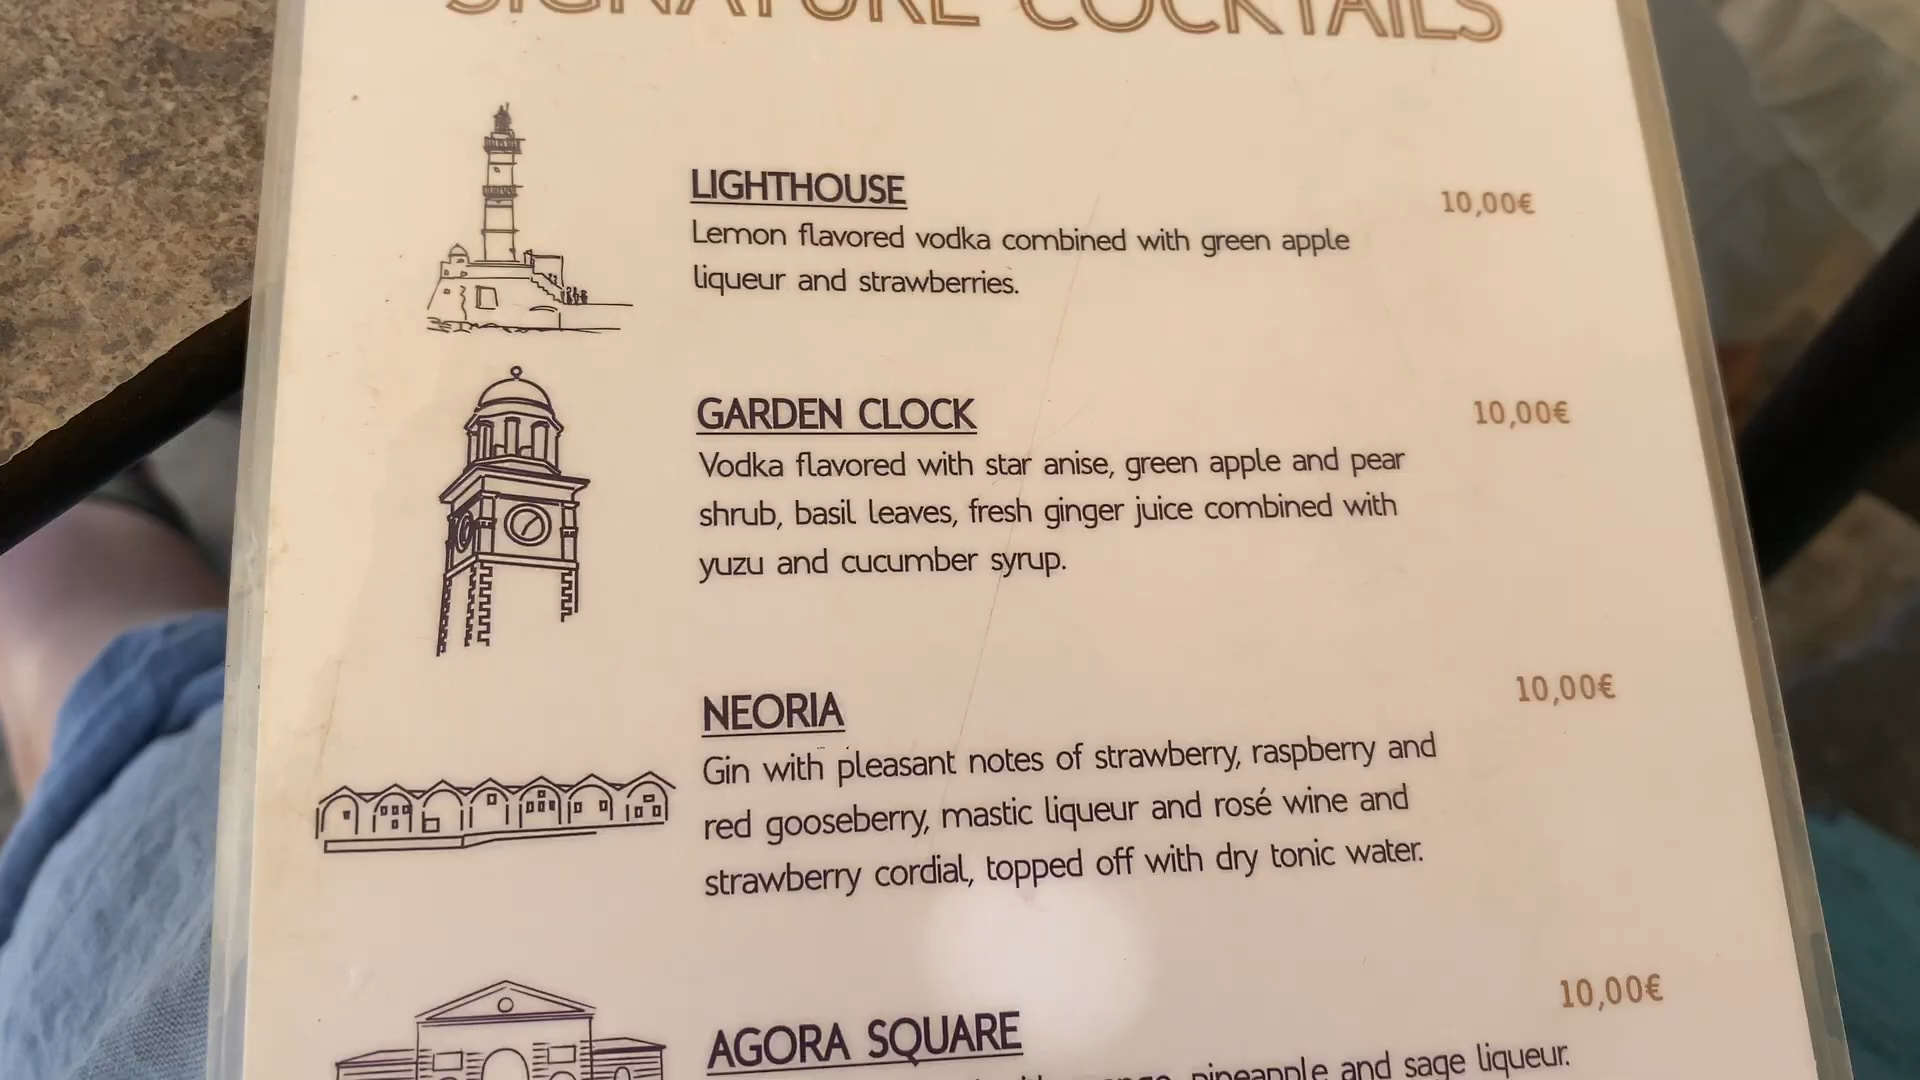 SIGNATURE COCKTAILS
LIGHTHOUSE 10,00€
Lemon flavored vodka combined with green apple
liqueur and strawberries.
GARDEN CLOCK 10,00€
Vodka flavored with star anise, green apple and pear
shrub, basil leaves, fresh ginger juice combined with
yuzu and cucumber syrup.
NEORIA 10,00€
Gin with pleasant notes of strawberry, raspberry and
red gooseberry, mastic liqueur and rosé wine and
strawberry cordial, topped off with dry tonic water.
AGORA SQUARE 10,00€
pineapple and sage liqueur.